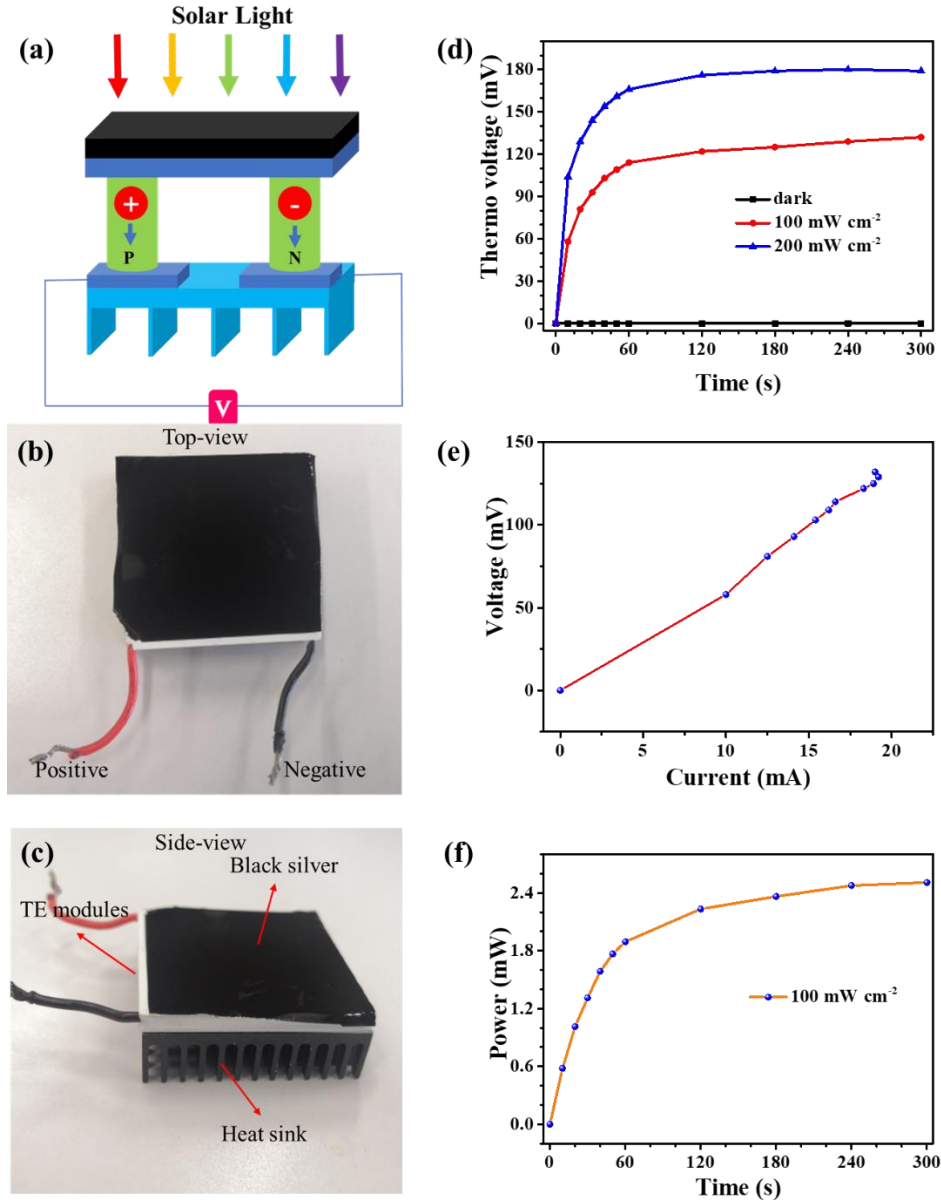 (a)
Solar Light
+
-
P
N
V
(b)
Top-view
Positive
Negative
(c)
Side-view
Black silver
TE modules
Heat sink
(d)
Thermo voltage (mV)
180
150
120
90
60
30
0
dark
100 mW cm-2
200 mW cm-2
0 60 120 180 240 300
Time (s)
(e)
Voltage (mV)
150
100
50
0
0 5 10 15 20
Current (mA)
(f)
Power (mW)
2.4
1.8
1.2
0.6
0.0
100 mW cm-2
0 60 120 180 240 300
Time (s)